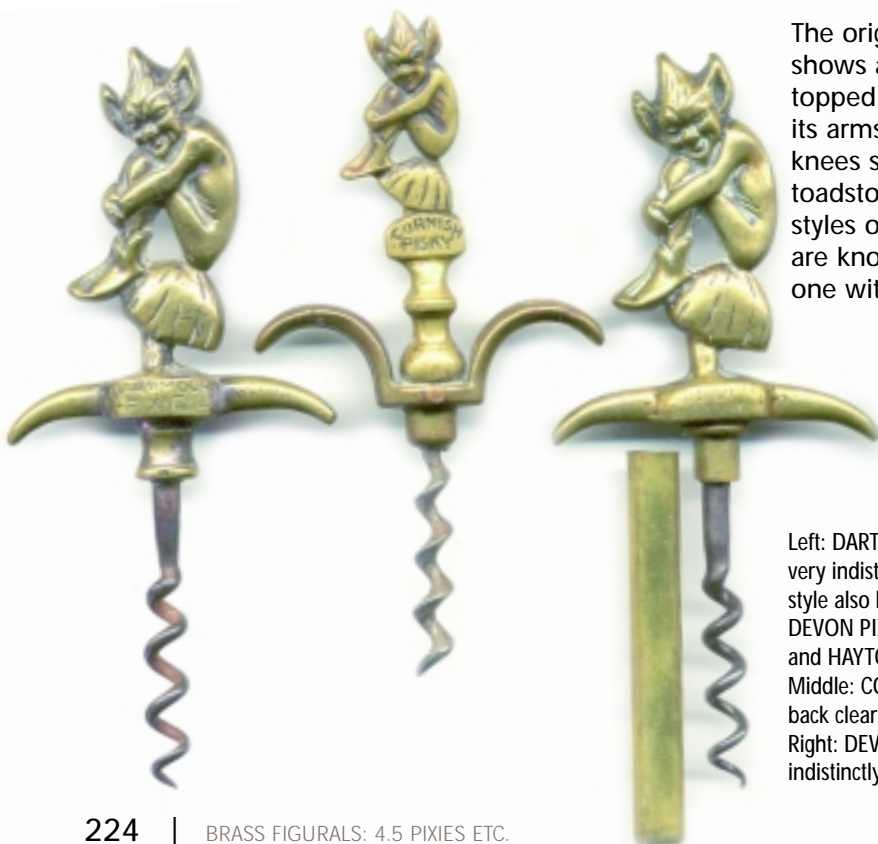 The orig
shows a
topped
its arms
knees s
toadsto
styles o
are kno
one wit
CORNISH
PISKY
Left: DART
very indist
style also
DEVON PI
and HAYTO
Middle: CO
back clear
Right: DEV
indistinctly
224 | BRASS FIGURALS: 4.5 PIXIES ETC.